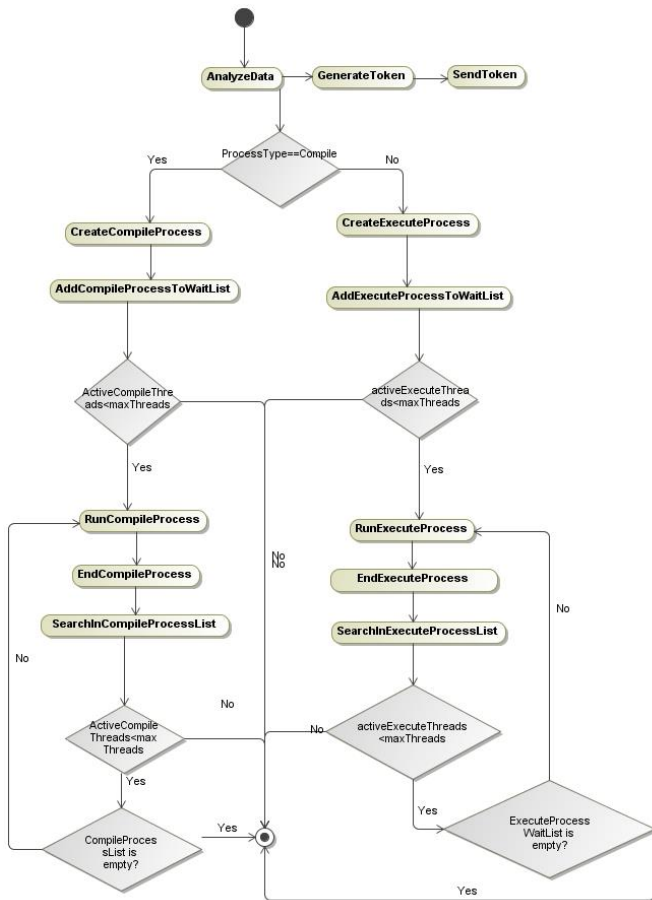 AnalyzeData
GenerateToken
SendToken
ProcessType==Compile
Yes
No
CreateCompileProcess
CreateExecuteProcess
AddCompileProcessToWaitList
AddExecuteProcessToWaitList
ActiveCompileThre
ads<maxThreads
activeExecuteThrea
ds<maxThreads
Yes
Yes
RunCompileProcess
RunExecuteProcess
No
No
EndCompileProcess
EndExecuteProcess
No
SearchInCompileProcessList
SearchInExecuteProcessList
No
No
No
ActiveCompile
Threads<max
Threads
activeExecuteThreads
<maxThreads
Yes
Yes
CompileProces
sList is
empty?
Yes
ExecuteProcess
WaitList is
empty?
Yes